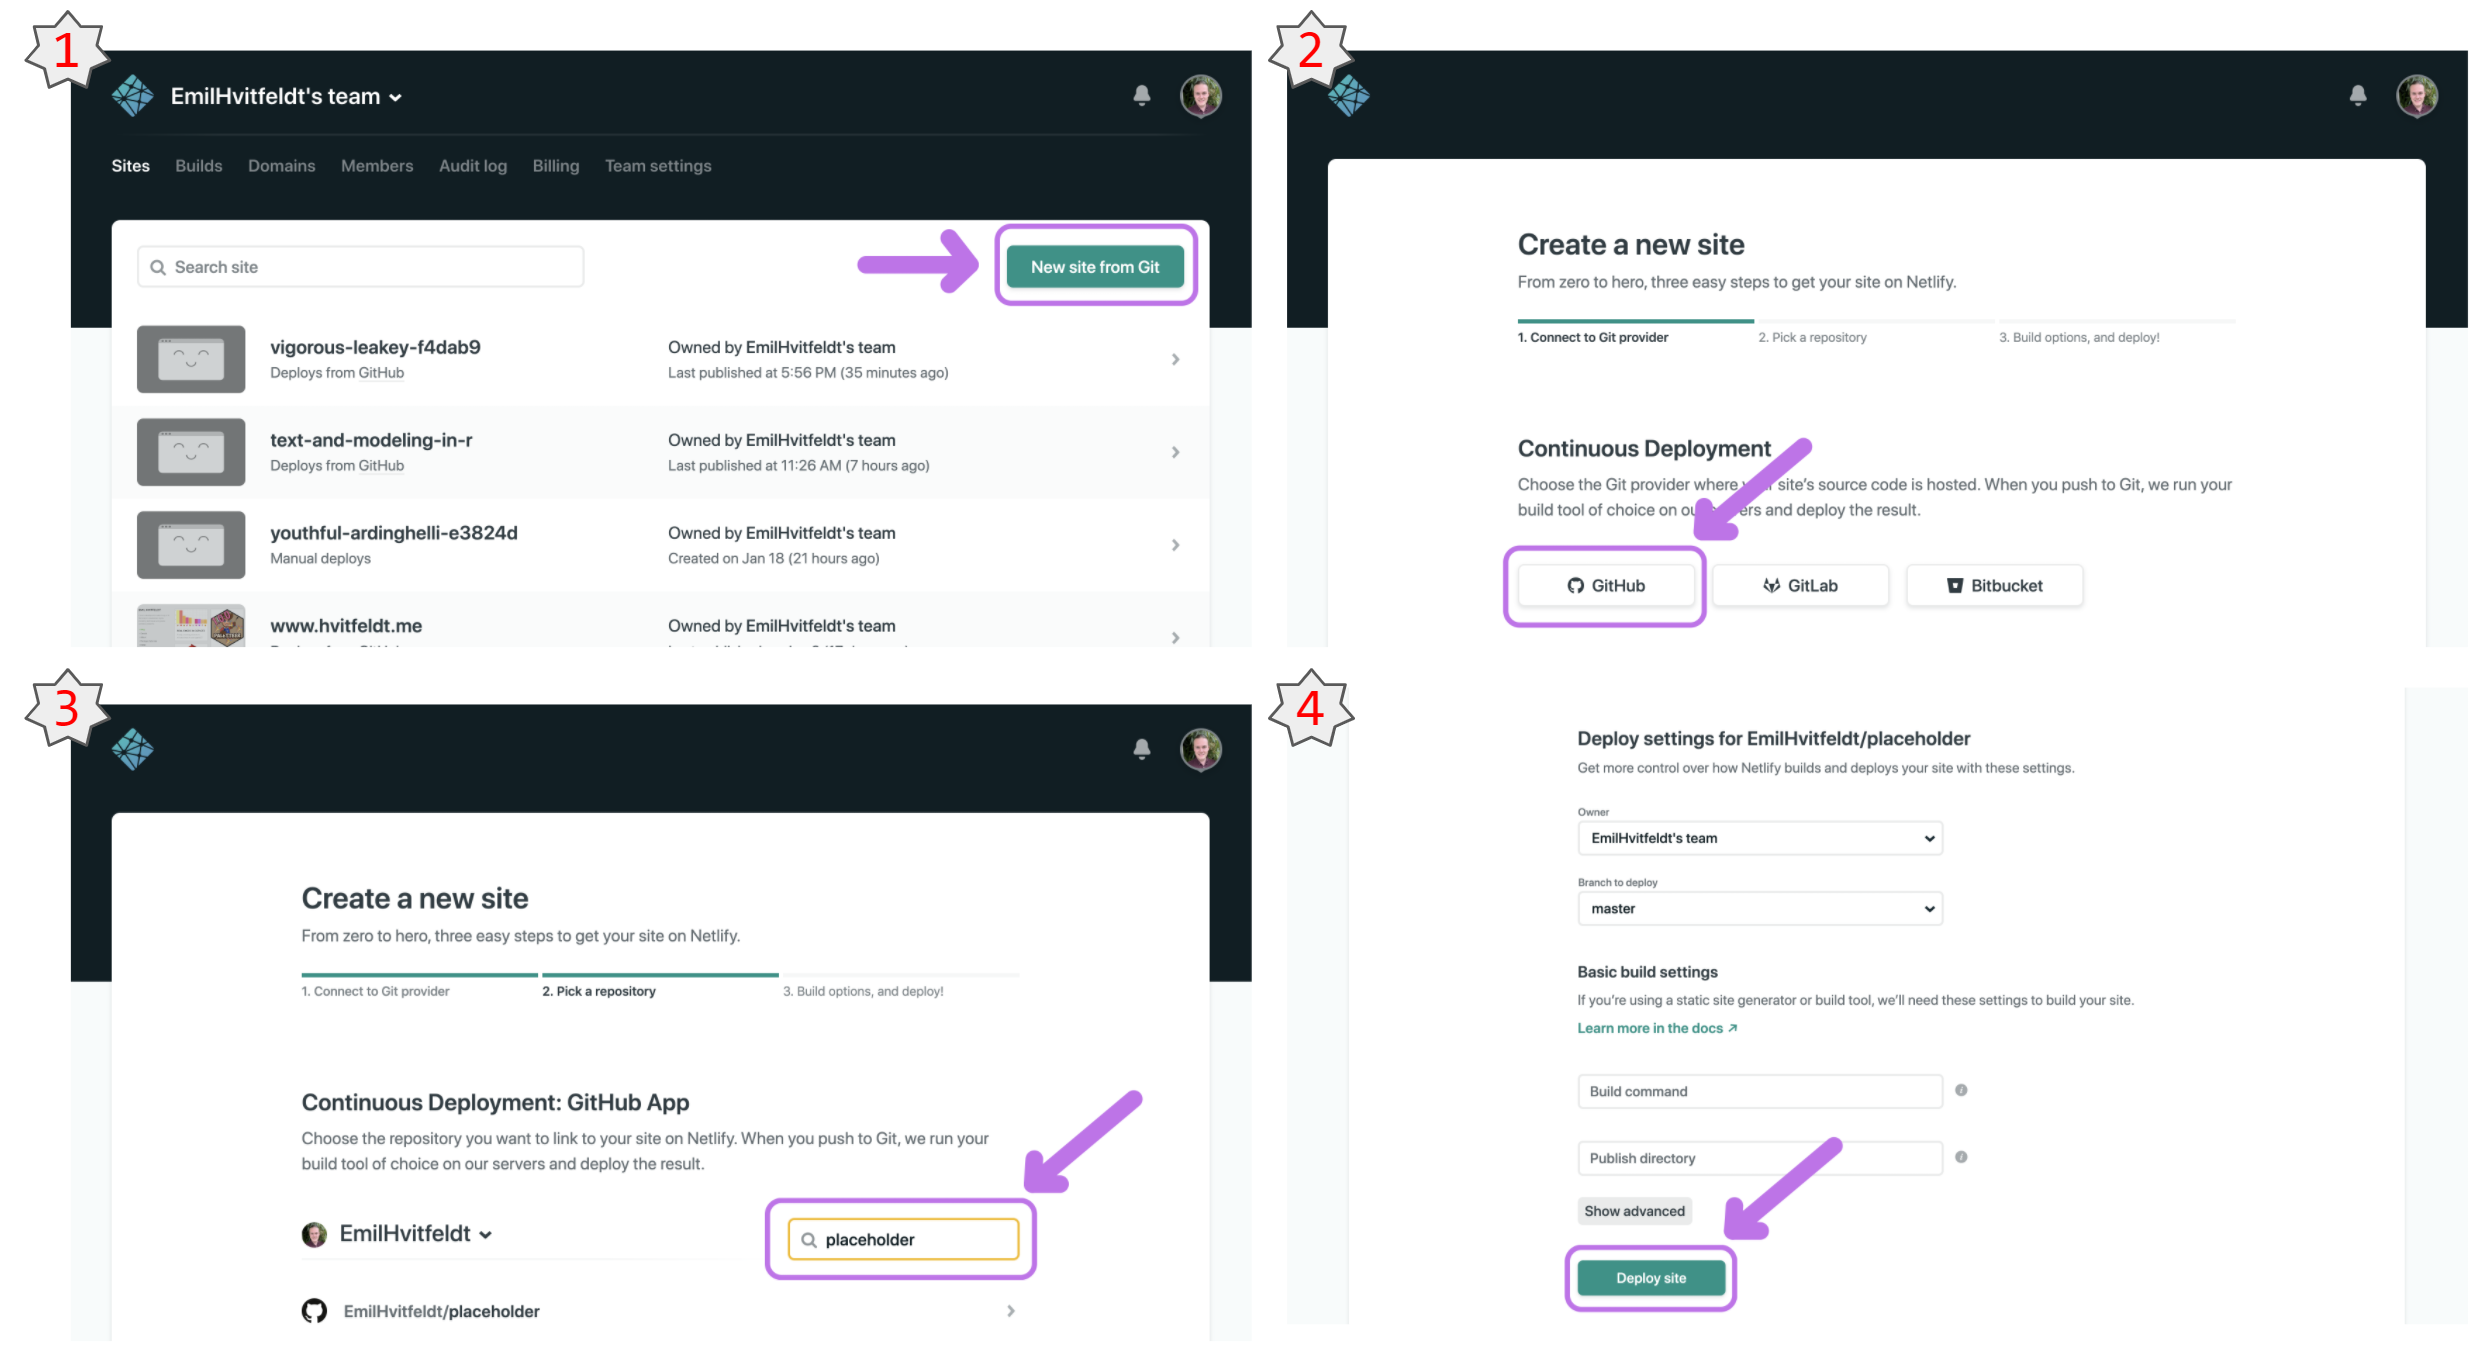 1
EmilHvitfeldt's team
Sites Builds Domains Members Audit log Billing Team settings
Search site
New site from Git
vigorous-leakey-f4dab9
Deploys from GitHub
Owned by EmilHvitfeldt's team
Last published at 5:56 PM (35 minutes ago)
text-and-modeling-in-r
Deploys from GitHub
Owned by EmilHvitfeldt's team
Last published at 11:26 AM (7 hours ago)
youthful-ardinghelli-e3824d
Manual deploys
Owned by EmilHvitfeldt's team
Created on Jan 18 (21 hours ago)
www.hvitfeldt.me
Owned by EmilHvitfeldt's team
2
Create a new site
From zero to hero, three easy steps to get your site on Netlify.
1. Connect to Git provider 2. Pick a repository 3. Build options, and deploy!
Continuous Deployment
Choose the Git provider where site's source code is hosted. When you push to Git, we run your
build tool of choice on and deploy the result.
GitHub GitLab Bitbucket
3
Create a new site
From zero to hero, three easy steps to get your site on Netlify.
1. Connect to Git provider 2. Pick a repository 3. Build options, and deploy!
Continuous Deployment: GitHub App
Choose the repository you want to link to your site on Netlify. When you push to Git, we run your
build tool of choice on our servers and deploy the result.
EmilHvitfeldt
placeholder
EmilHvitfeldt/placeholder
4
Deploy settings for EmilHvitfeldt/placeholder
Get more control over how Netlify builds and deploys your site with these settings.
Owner
EmilHvitfeldt's team
Branch to deploy
master
Basic build settings
If you're using a static site generator or build tool, we'll need these settings to build your site.
Learn more in the docs
Build command
Publish directory
Show advanced
Deploy site